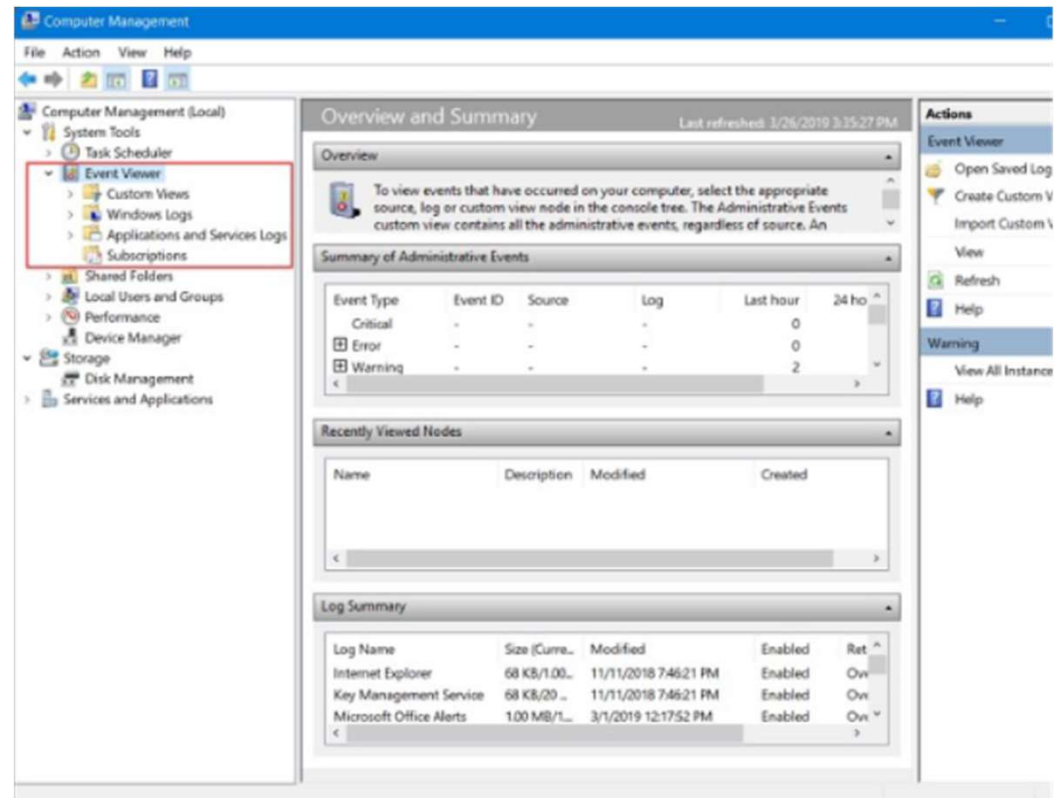 Computer Management
File Action View Help
Computer Management (Local)
System Tools
Task Scheduler
Event Viewer
Custom Views
Windows Logs
Applications and Services Logs
Subscriptions
Shared Folders
Local Users and Groups
Performance
Device Manager
Storage
Disk Management
Services and Applications
Overview and Summary Last refreshed: 3/26/2019 3:35:27 PM
Overview
To view events that have occurred on your computer, select the appropriate
source, log or custom view node in the console tree. The Administrative Events
custom view contains all the administrative events, regardless of source. An
Summary of Administrative Events
Event Type Event ID Source Log Last hour 24 ho
Critical - - - 0
Error - - - 0
Warning - - - 2
Recently Viewed Nodes
Name Description Modified Created
Log Summary
Log Name Size (Curre... Modified Enabled Ret
Internet Explorer 68 KB/1.00... 11/11/2018 7:46:21 PM Enabled Ove
Key Management Service 68 KB/20 ... 11/11/2018 7:46:21 PM Enabled Ove
Microsoft Office Alerts 1.00 MB/1... 3/1/2019 12:17:52 PM Enabled Ove
Actions
Event Viewer
Open Saved Log
Create Custom V
Import Custom V
View
Refresh
Help
Warning
View All Instance
Help